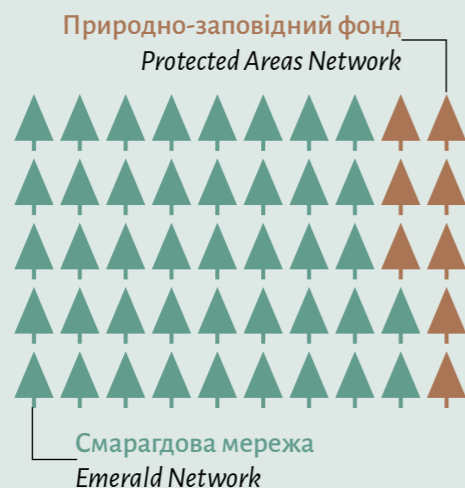 Природно-заповідний фонд
Protected Areas Network
Смарагдова мережа
Emerald Network